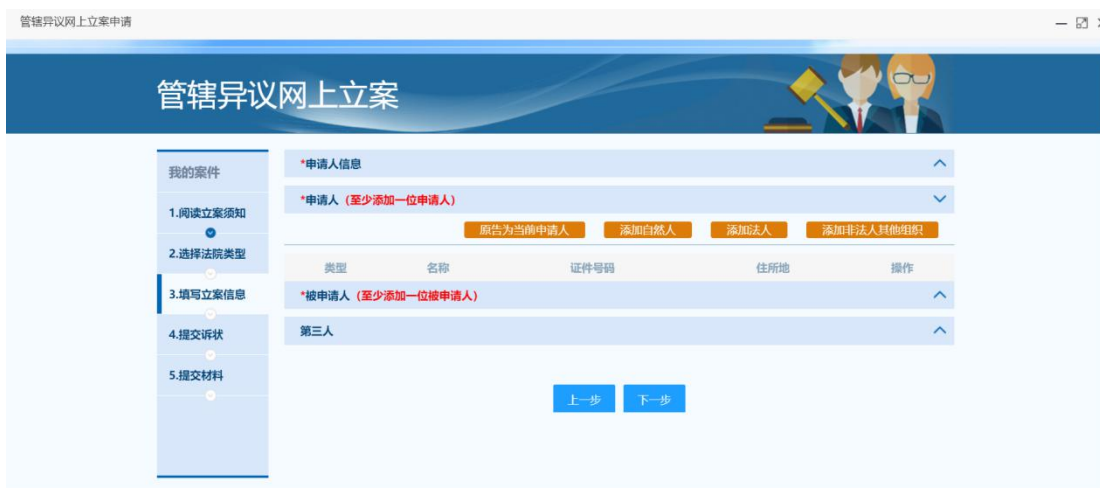 管辖异议网上立案申请
管辖异议网上立案
我的案件
1.阅读立案须知
2.选择法院类型
3.填写立案信息
4.提交诉状
5.提交材料
*申请人信息
*申请人（至少添加一位申请人）
原告为当前申请人 添加自然人 添加法人 添加非法人其他组织
类型 名称 证件号码 住所地 操作
*被申请人（至少添加一位被申请人）
第三人
上一步 下一步